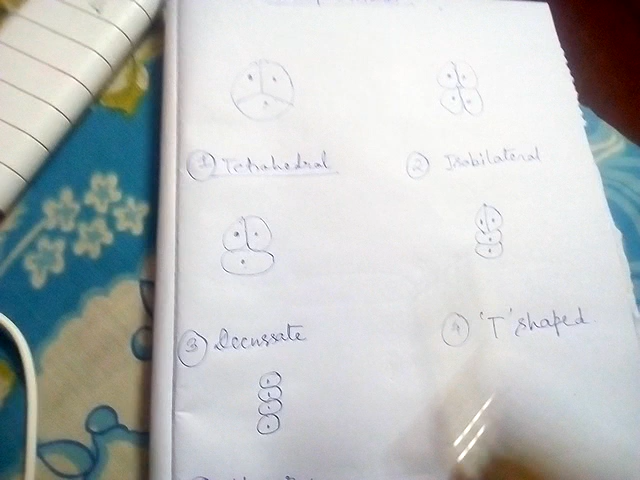 ① Tetrahedral
② Isobilateral
③ Decussate
④ 'T' shaped